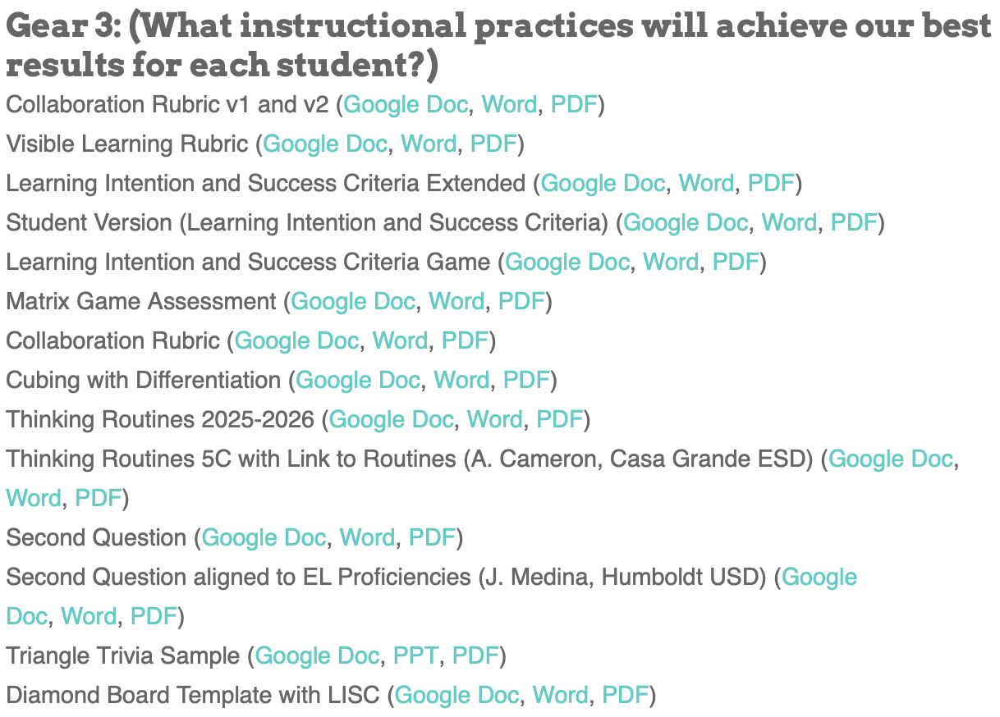 Gear 3: (What instructional practices will achieve our best
results for each student?)
Collaboration Rubric v1 and v2 (Google Doc, Word, PDF)
Visible Learning Rubric (Google Doc, Word, PDF)
Learning Intention and Success Criteria Extended (Google Doc, Word, PDF)
Student Version (Learning Intention and Success Criteria) (Google Doc, Word, PDF)
Learning Intention and Success Criteria Game (Google Doc, Word, PDF)
Matrix Game Assessment (Google Doc, Word, PDF)
Collaboration Rubric (Google Doc, Word, PDF)
Cubing with Differentiation (Google Doc, Word, PDF)
Thinking Routines 2025-2026 (Google Doc, Word, PDF)
Thinking Routines 5C with Link to Routines (A. Cameron, Casa Grande ESD) (Google Doc,
Word, PDF)
Second Question (Google Doc, Word, PDF)
Second Question aligned to EL Proficiencies (J. Medina, Humboldt USD) (Google
Doc, Word, PDF)
Triangle Trivia Sample (Google Doc, PPT, PDF)
Diamond Board Template with LISC (Google Doc, Word, PDF)